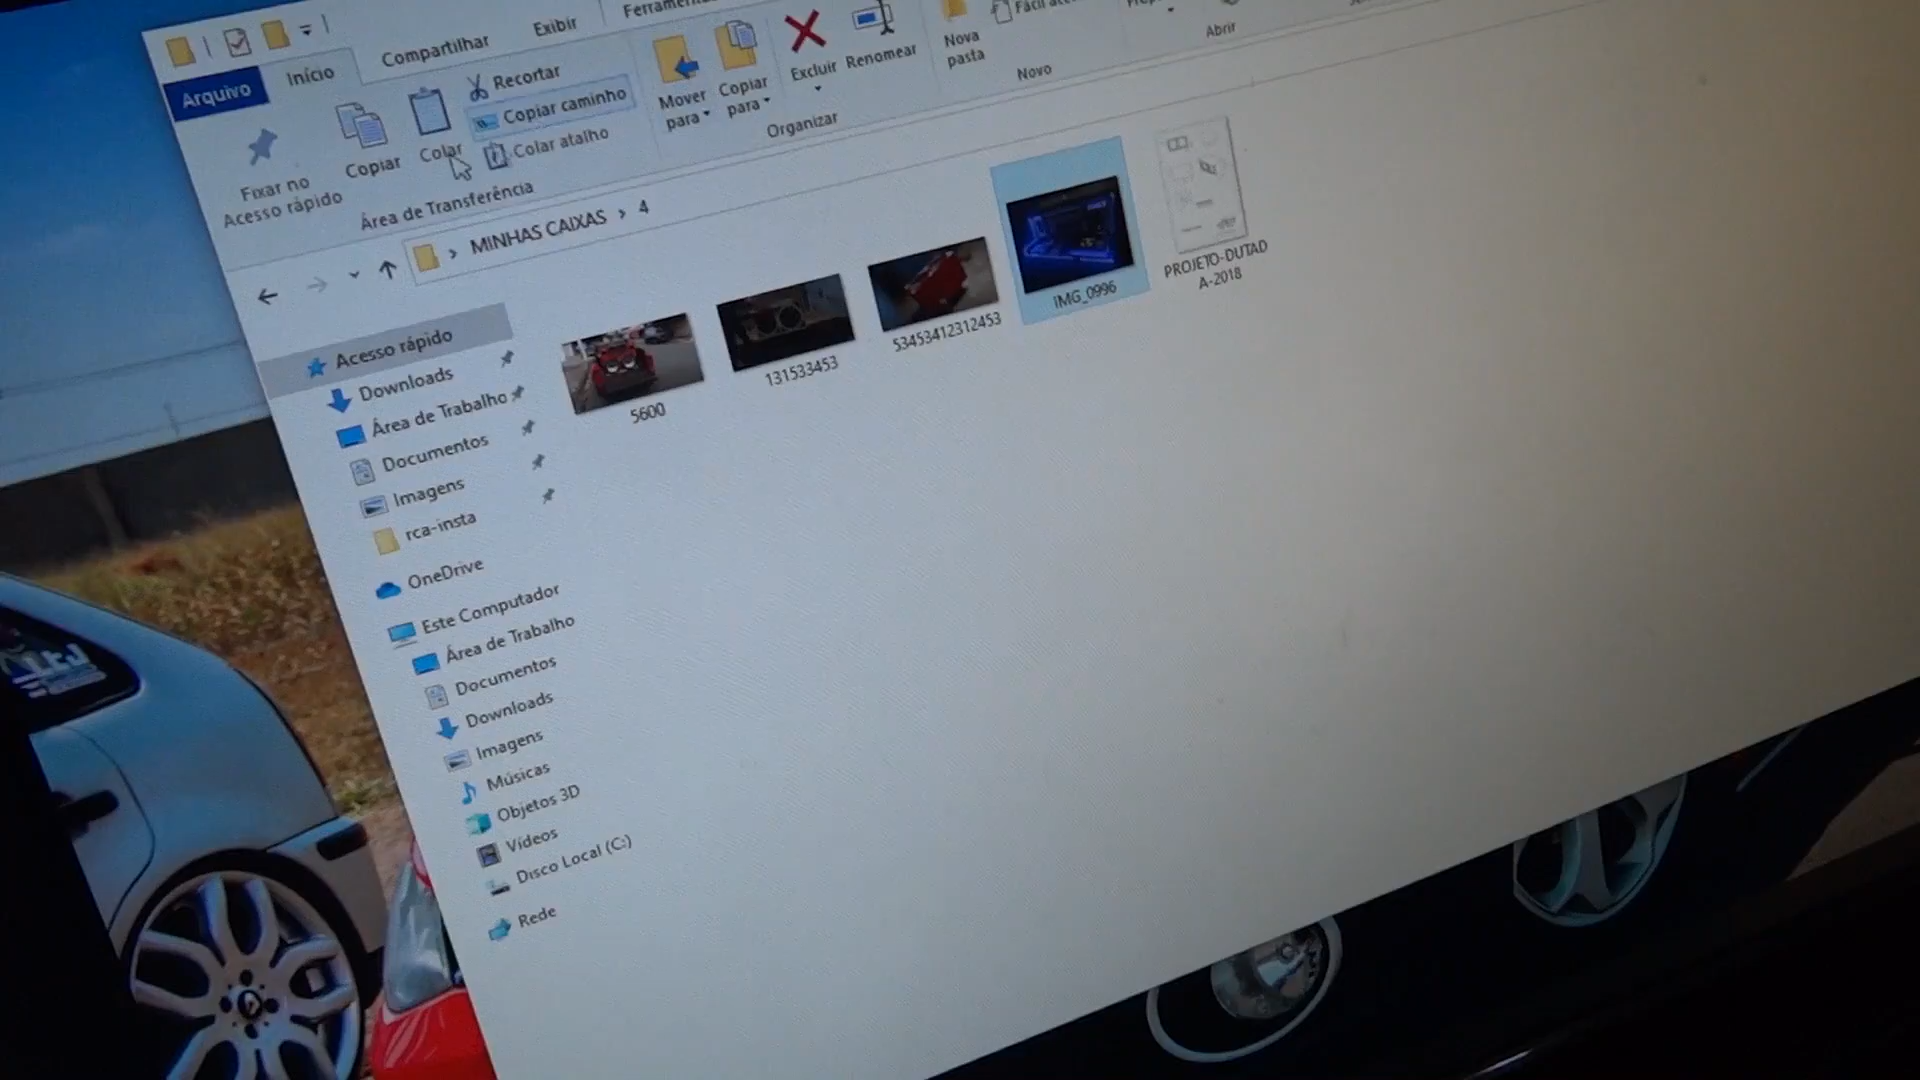 Exibir
Compartilhar
Início
Arquivo
Fixar no
Acesso rápido
Copiar
Colar
Recortar
Copiar caminho
Colar atalho
Área de Transferência
Mover
para
Copiar
para
Excluir
Renomear
Organizar
Nova
pasta
Novo
Abrir
MINHAS CAIXAS > 4
Acesso rápido
Downloads
Área de Trabalho
Documentos
Imagens
rca-insta
OneDrive
Este Computador
Área de Trabalho
Documentos
Downloads
Imagens
Músicas
Objetos 3D
Vídeos
Disco Local (C:)
Rede
5600
131533453
53453412312453
IMG_0996
PROJETO-DUTAD
A-2018